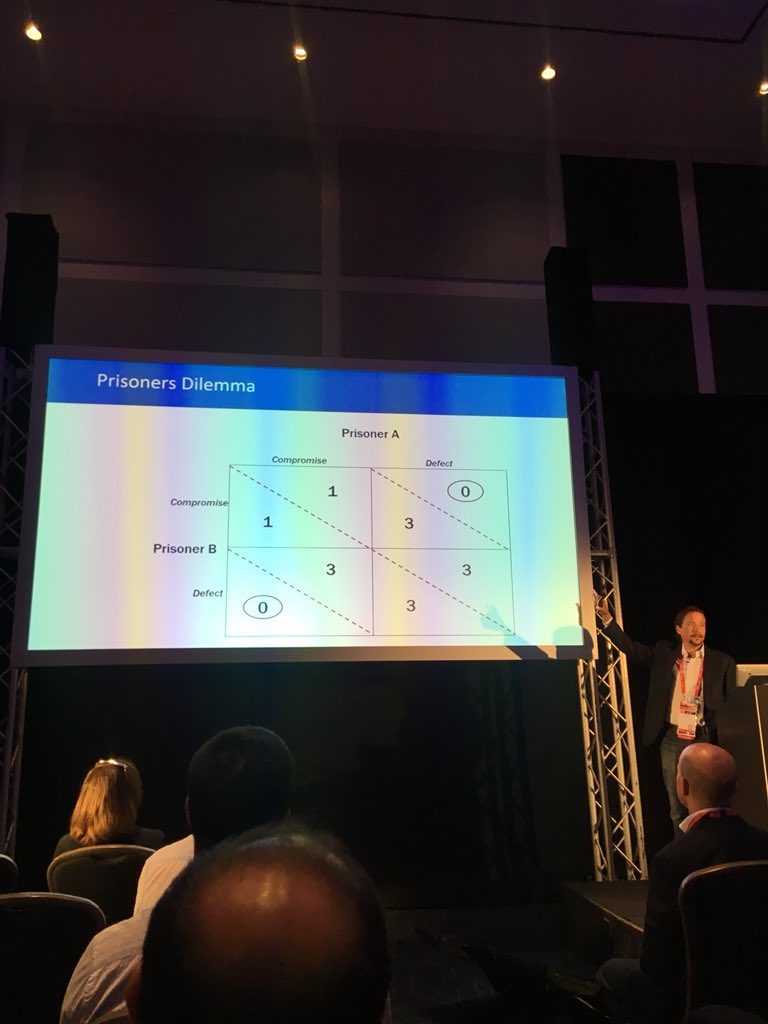 Prisoners Dilemma
Prisoner A
Compromise Defect
1 0
Compromise
1 3
Prisoner B
3 3
Defect
0 3